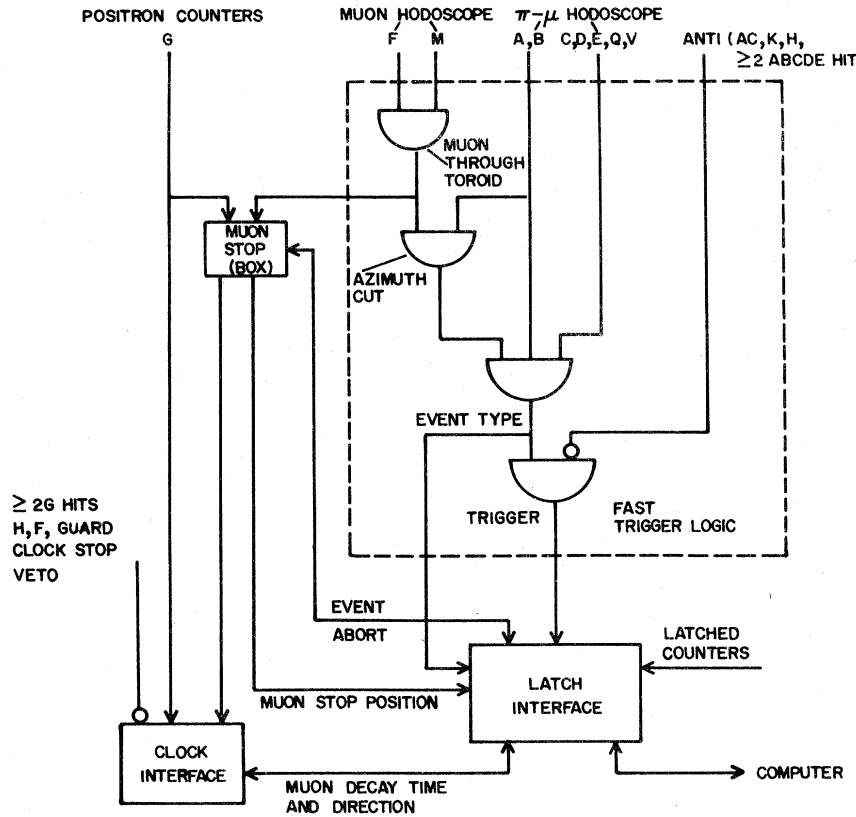 POSITRON COUNTERS
G
MUON HODOSCOPE
F M
π-μ HODOSCOPE
A,B C,D,E,Q,V
ANTI (AC,K,H,
≥2 ABCDE HIT
MUON
THROUGH
TOROID
MUON
STOP
(BOX)
AZIMUTH
CUT
EVENT TYPE
TRIGGER
FAST
TRIGGER LOGIC
≥ 2G HITS
H,F, GUARD
CLOCK STOP
VETO
EVENT
ABORT
LATCHED
COUNTERS
LATCH
INTERFACE
MUON STOP POSITION
CLOCK
INTERFACE
MUON DECAY TIME
AND DIRECTION
COMPUTER